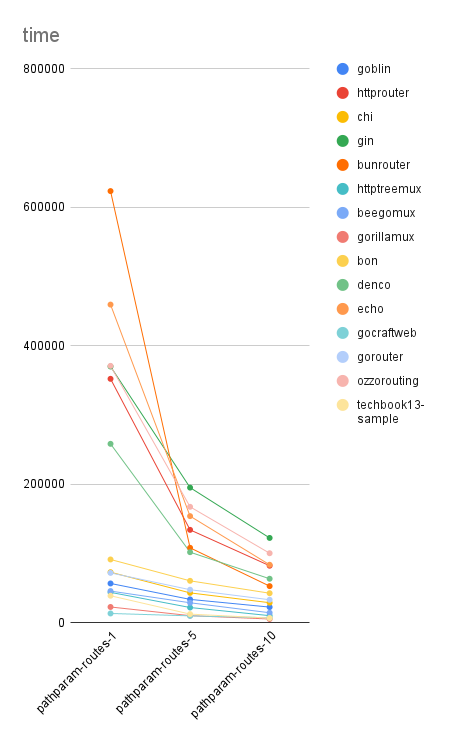 time
800000
600000
400000
200000
0
pathparam-routes-1
pathparam-routes-5
pathparam-routes-10
goblin
httprouter
chi
gin
bunrouter
httptreemux
beegomux
gorillamux
bon
denco
echo
gocraftweb
gorouter
ozzorouting
techbook13-
sample